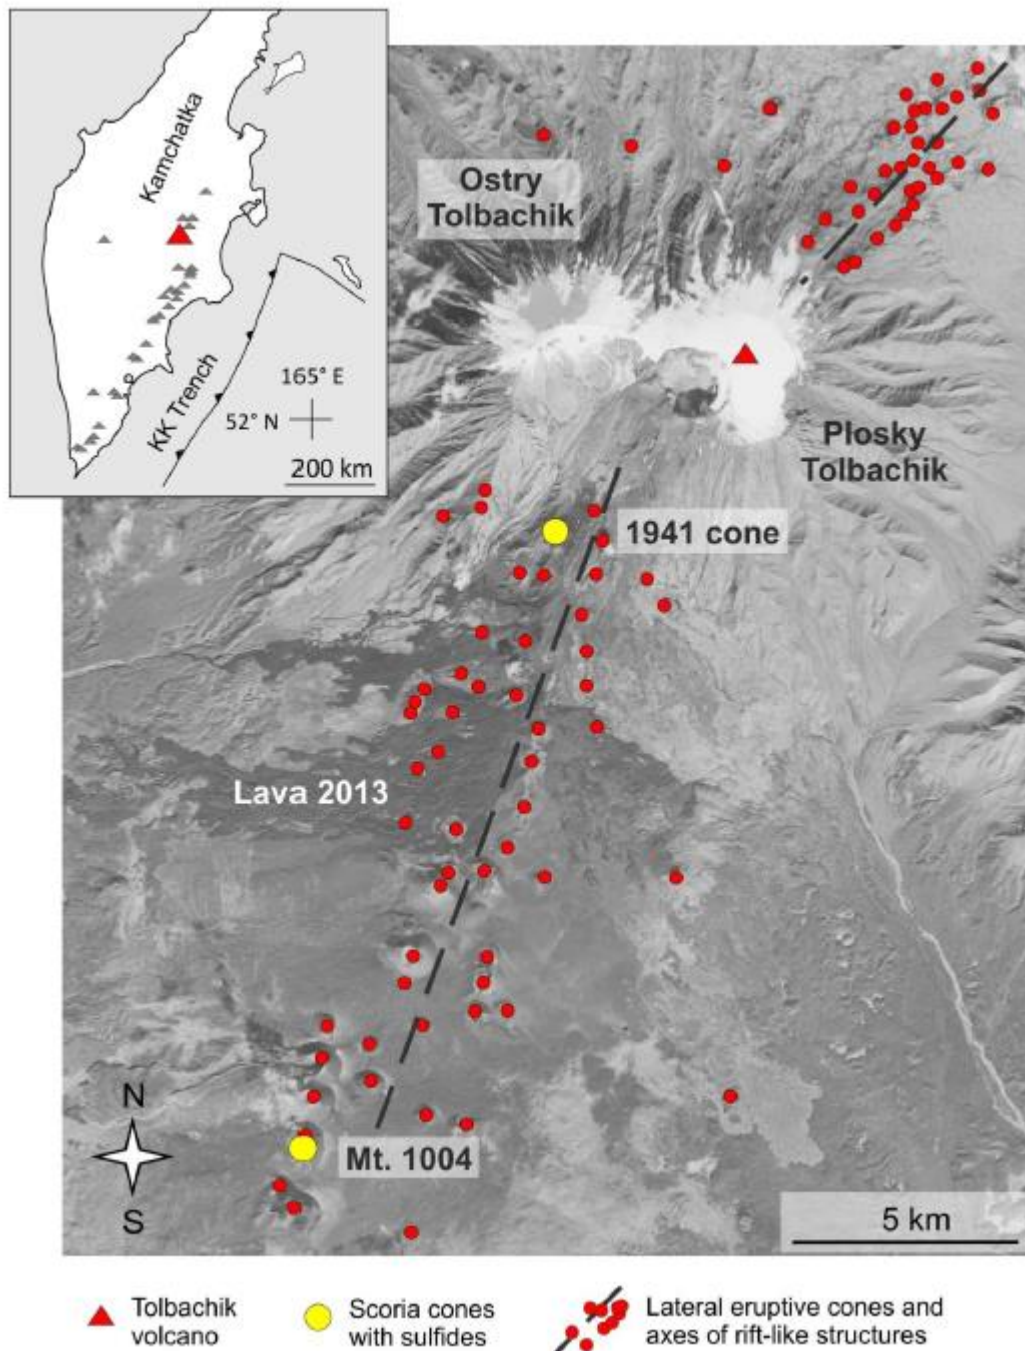 Kamchatka
KK Trench
165° E
52° N
200 km
Ostry
Tolbachik
Plosky
Tolbachik
1941 cone
Lava 2013
N
S
Mt. 1004
5 km
Tolbachik
volcano
Scoria cones
with sulfides
Lateral eruptive cones and
axes of rift-like structures